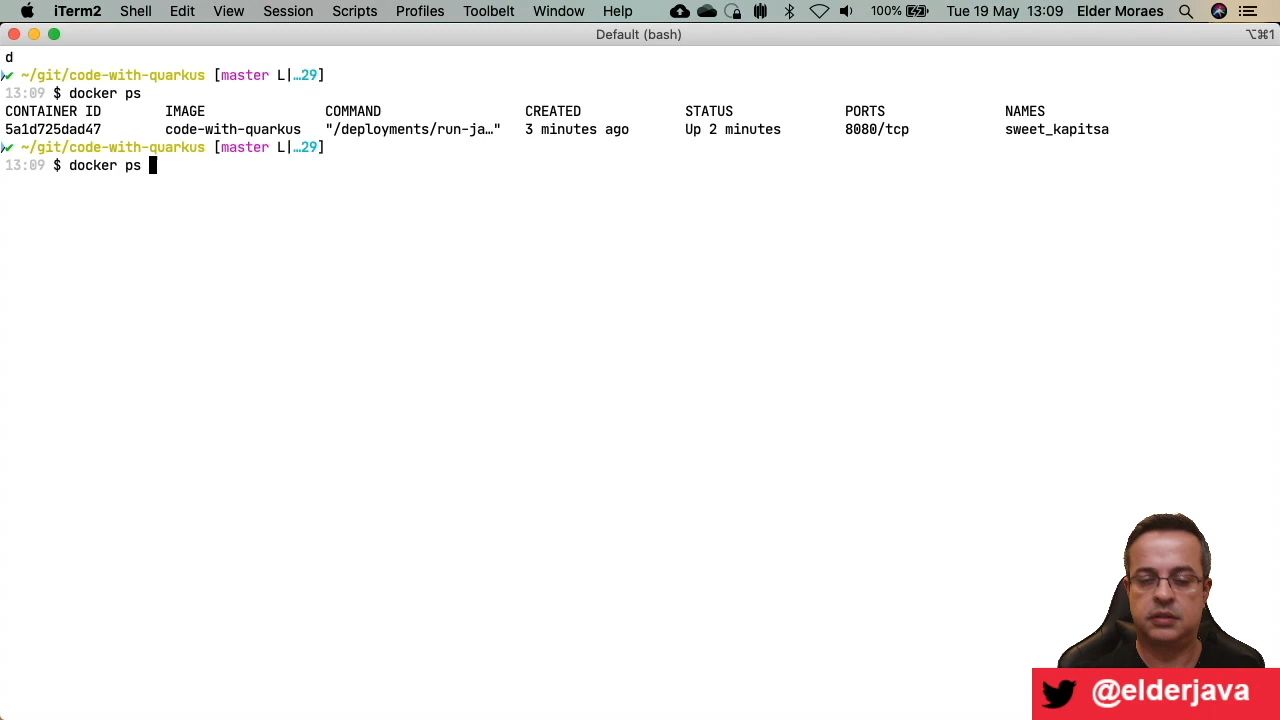 iTerm2 Shell Edit View Session Scripts Profiles Toolbelt Window Help 100% Tue 19 May 13:09 Elder Moraes
Default (bash) ⌥⌘1
d
✔ ~/git/code-with-quarkus [master L|…29]
13:09 $ docker ps
CONTAINER ID IMAGE COMMAND CREATED STATUS PORTS NAMES
5a1d725dad47 code-with-quarkus "/deployments/run-ja…" 3 minutes ago Up 2 minutes 8080/tcp sweet_kapitsa
✔ ~/git/code-with-quarkus [master L|…29]
13:09 $ docker ps
@elderjava